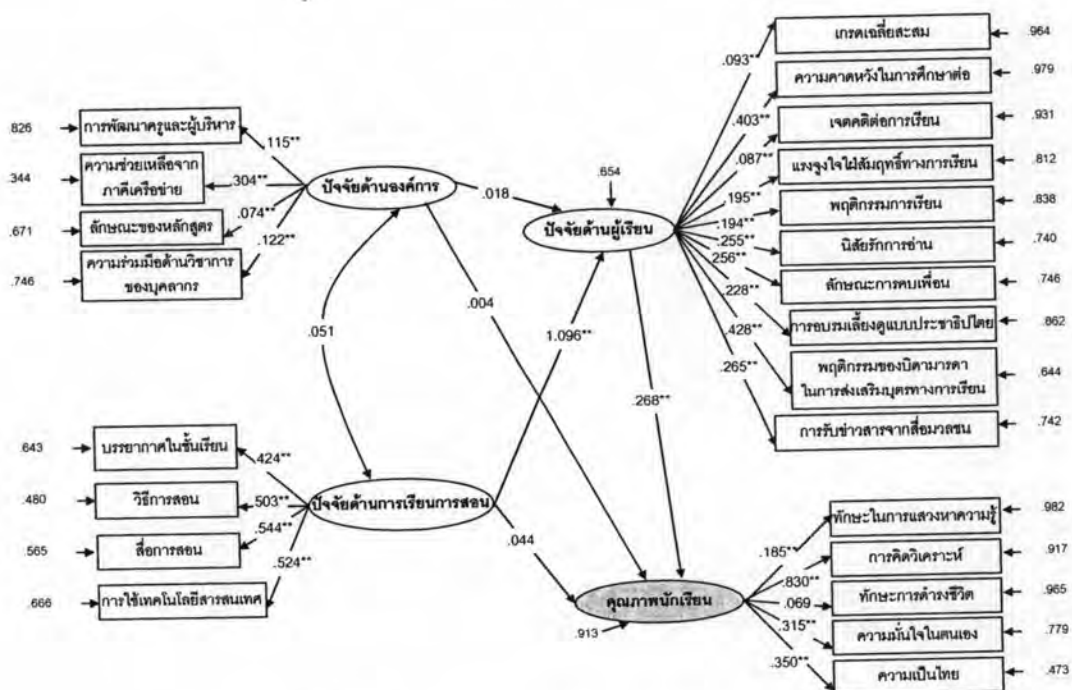 เกรดเฉลี่ยสะสม
.964
.093**
ความคาดหวังในการศึกษาต่อ
.979
.403**
.826
การพัฒนาครูและผู้บริหาร
เจตคติต่อการเรียน
.931
.115**
.087**
.344
ความช่วยเหลือจาก
ภาคีเครือข่าย
.304**
ปัจจัยด้านองค์การ
.018
.654
แรงจูงใจใฝ่สัมฤทธิ์ทางการเรียน
.812
.195**
.074**
.671
ลักษณะของหลักสูตร
ปัจจัยด้านผู้เรียน
พฤติกรรมการเรียน
.838
.194**
.122**
.255**
นิสัยรักการอ่าน
.740
.746
ความร่วมมือด้านวิชาการ
ของบุคลากร
.256**
ลักษณะการคบเพื่อน
.746
.228**
.004
.051
1.096**
การอบรมเลี้ยงดูแบบประชาธิปไตย
.862
.428**
พฤติกรรมของบิดามารดา
ในการส่งเสริมบุตรทางการเรียน
.644
.265**
.268**
การรับข่าวสารจากสื่อมวลชน
.742
.643
บรรยากาศในชั้นเรียน
.424**
.480
วิธีการสอน
.503**
ปัจจัยด้านการเรียนการสอน
.544**
.565
สื่อการสอน
.524**
.044
ทักษะในการแสวงหาความรู้
.982
.185**
การคิดวิเคราะห์
.917
.830**
.666
การใช้เทคโนโลยีสารสนเทศ
คุณภาพนักเรียน
.069
ทักษะการดำรงชีวิต
.965
.913
.315**
ความมั่นใจในตนเอง
.779
.350**
ความเป็นไทย
.473